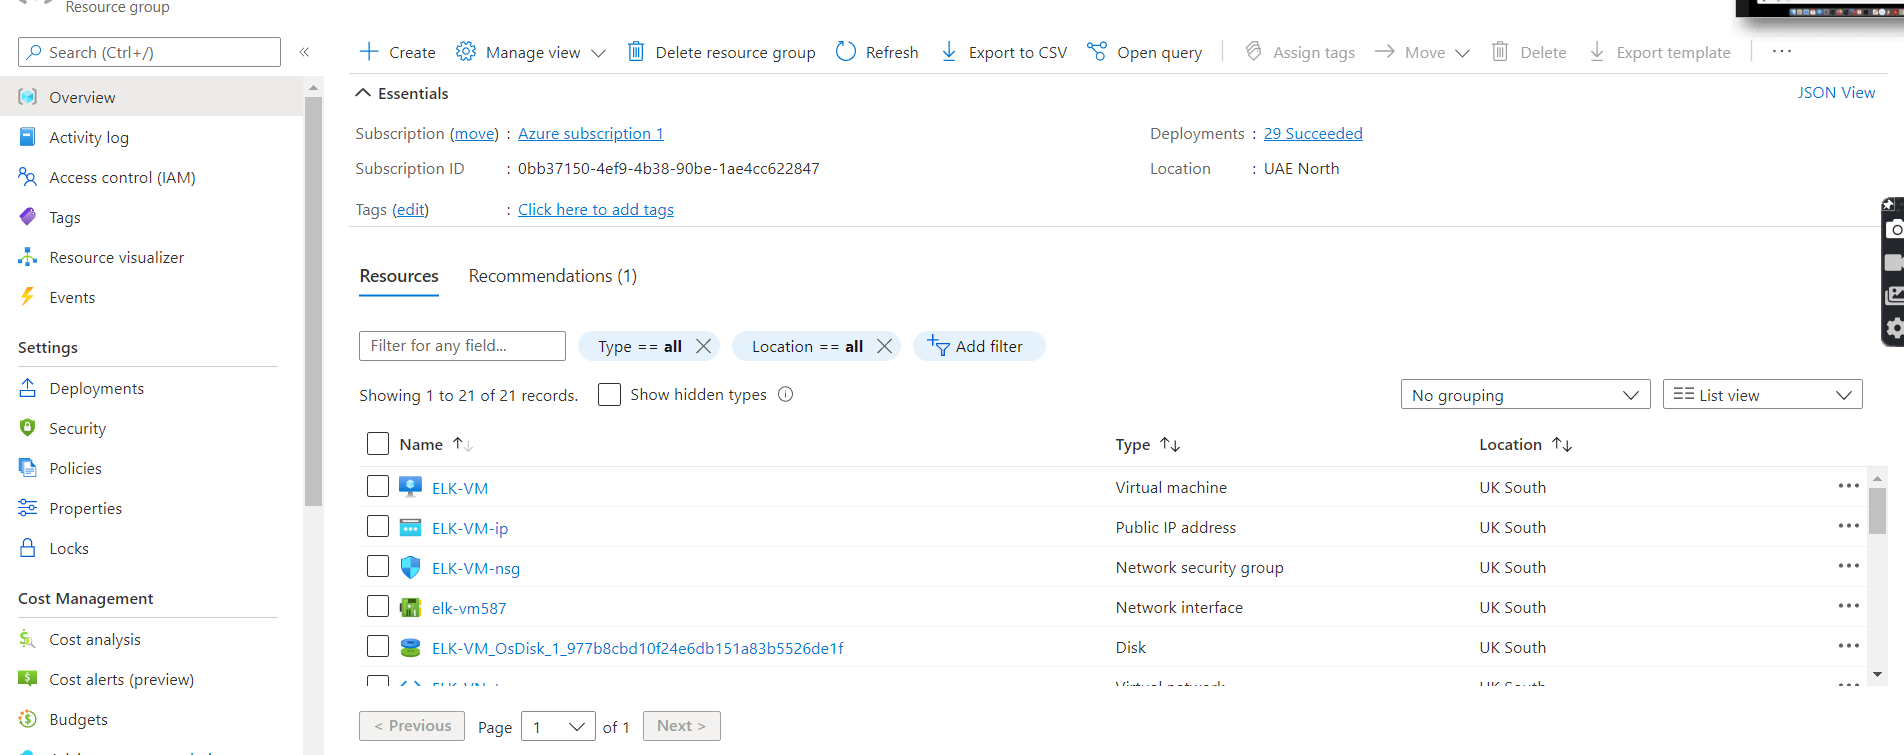 Resource group
Search (Ctrl+/)
«
Create
Manage view
Delete resource group
Refresh
Export to CSV
Open query
Assign tags
Move
Delete
Export template
...
Overview
Activity log
Access control (IAM)
Tags
Resource visualizer
Events
Settings
Deployments
Security
Policies
Properties
Locks
Cost Management
Cost analysis
Cost alerts (preview)
Budgets
Essentials
JSON View
Subscription (move) : Azure subscription 1
Deployments : 29 Succeeded
Subscription ID : 0bb37150-4ef9-4b38-90be-1ae4cc622847
Location : UAE North
Tags (edit) : Click here to add tags
Resources
Recommendations (1)
Filter for any field...
Type == all
Location == all
Add filter
Showing 1 to 21 of 21 records.
Show hidden types
No grouping
List view
Name Type Location
ELK-VM Virtual machine UK South
ELK-VM-ip Public IP address UK South
ELK-VM-nsg Network security group UK South
elk-vm587 Network interface UK South
ELK-VM_OsDisk_1_977b8cbd10f24e6db151a83b5526de1f Disk UK South
Virtual network UK South
< Previous Page 1 of 1 Next >